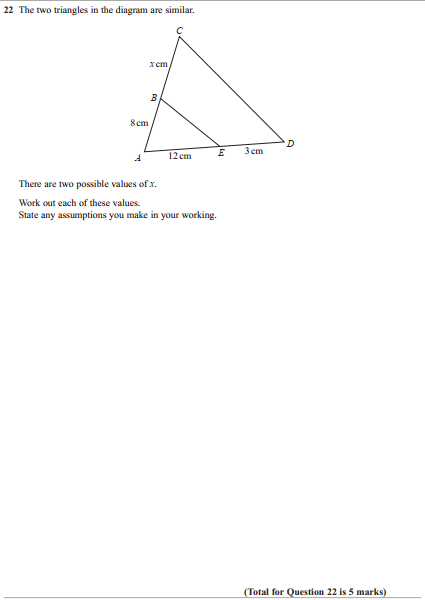 22 The two triangles in the diagram are similar.
C
x cm
B
8 cm
A
12 cm
E
3 cm
D
There are two possible values of x.
Work out each of these values.
State any assumptions you make in your working.
(Total for Question 22 is 5 marks)